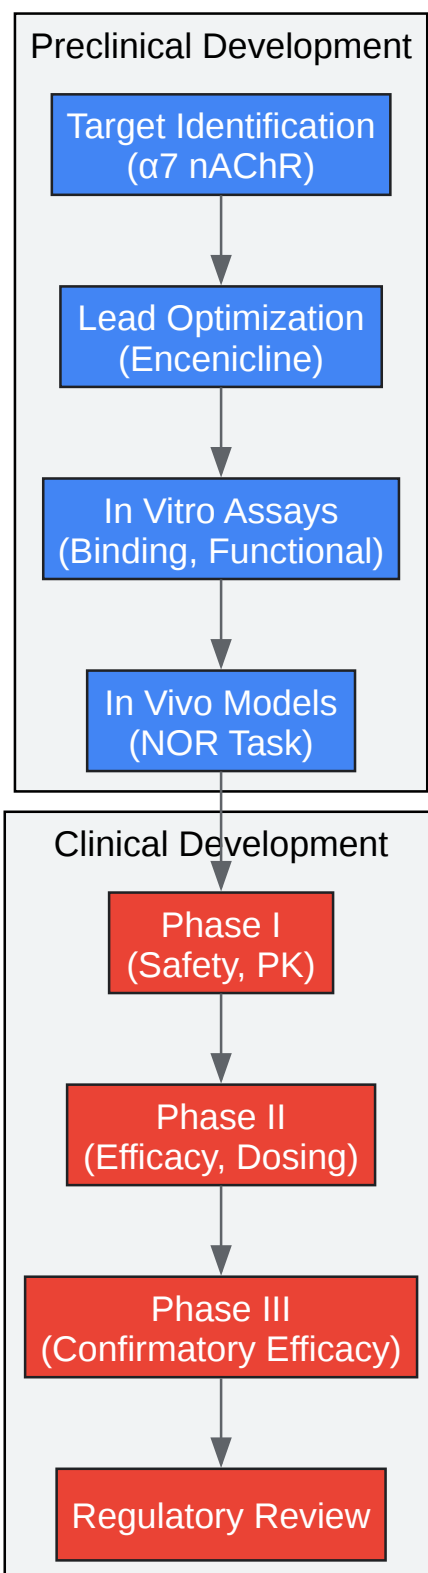 Preclinical Development
Target Identification
(α7 nAChR)
Lead Optimization
(Encenicline)
In Vitro Assays
(Binding, Functional)
In Vivo Models
(NOR Task)
Clinical Development
Phase I
(Safety, PK)
Phase II
(Efficacy, Dosing)
Phase III
(Confirmatory Efficacy)
Regulatory Review